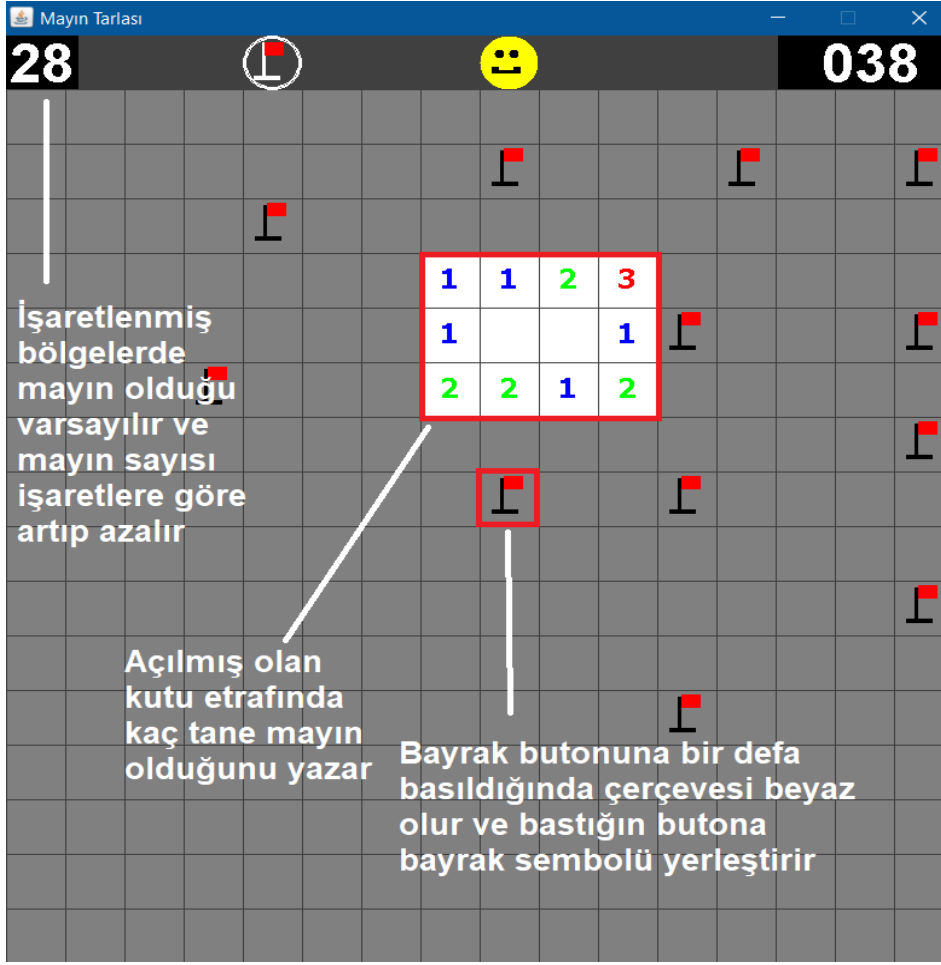 Mayın Tarlası
28
038
1 1 2 3
1 1
2 2 1 2
İşaretlenmiş
bölgelerde
mayın olduğu
varsayılır ve
mayın sayısı
işaretlere göre
artıp azalır
Açılmış olan
kutu etrafında
kaç tane mayın
olduğunu yazar
Bayrak butonuna bir defa
basıldığında çerçevesi beyaz
olur ve bastığın butona
bayrak sembolü yerleştirir